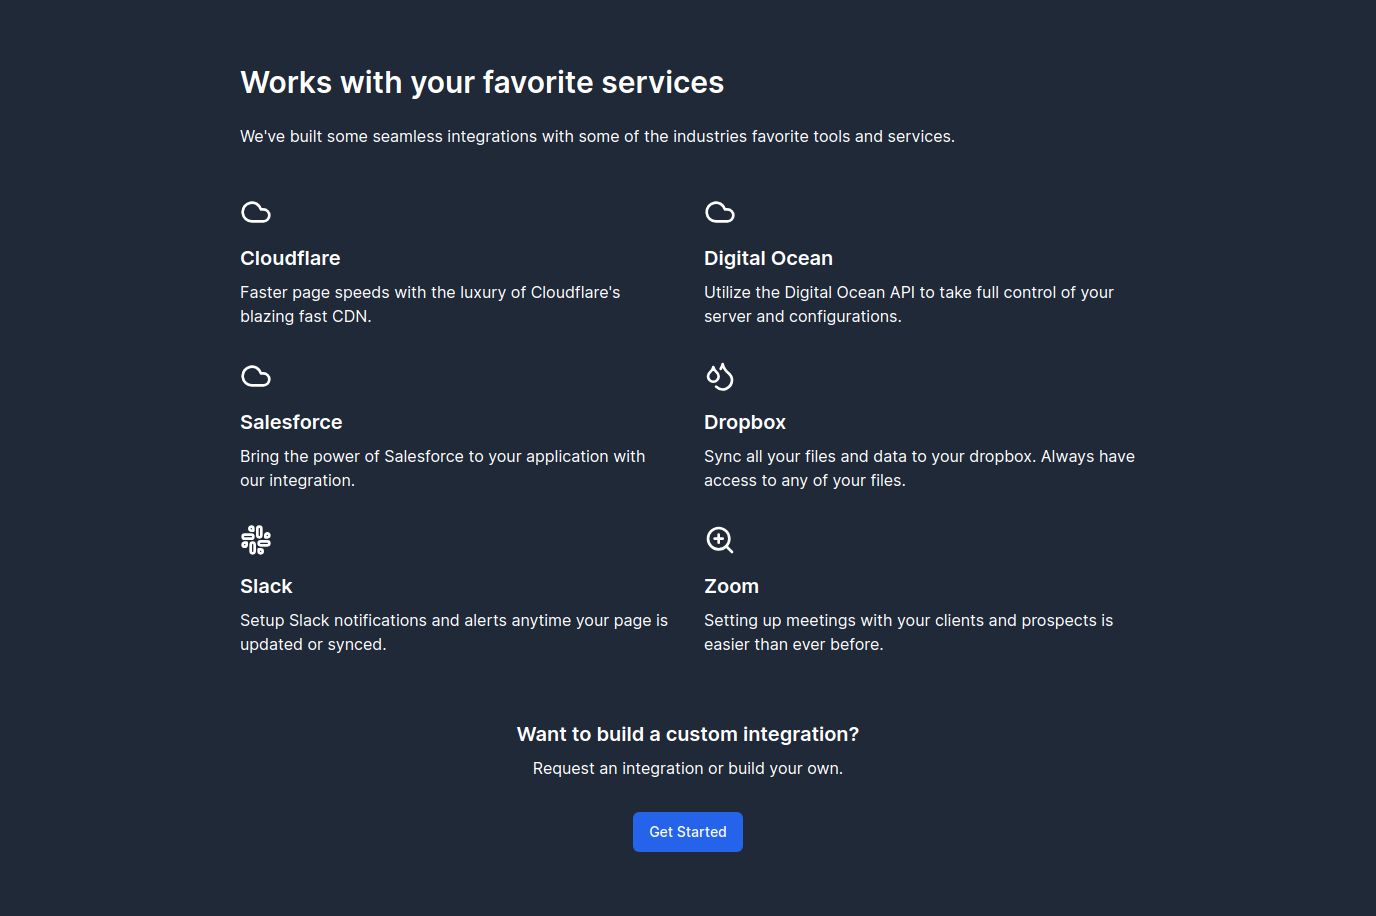 Works with your favorite services
We've built some seamless integrations with some of the industries favorite tools and services.
Cloudflare
Faster page speeds with the luxury of Cloudflare's
blazing fast CDN.
Digital Ocean
Utilize the Digital Ocean API to take full control of your
server and configurations.
Salesforce
Bring the power of Salesforce to your application with
our integration.
Dropbox
Sync all your files and data to your dropbox. Always have
access to any of your files.
Slack
Setup Slack notifications and alerts anytime your page is
updated or synced.
Zoom
Setting up meetings with your clients and prospects is
easier than ever before.
Want to build a custom integration?
Request an integration or build your own.
Get Started